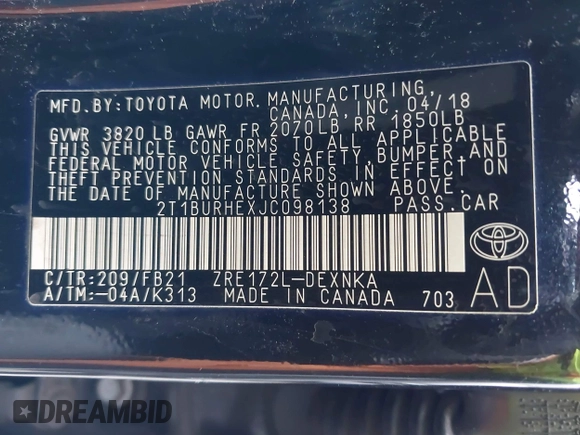 MFD. BY: TOYOTA MOTOR MANUFACTURING,
CANADA, INC. 04/18
GVWR 3820 LB GAWR FR 2070LB RR 1850LB
THIS VEHICLE CONFORMS TO ALL APPLICABLE
FEDERAL MOTOR VEHICLE SAFETY, BUMPER, AND
THEFT PREVENTION STANDARDS IN EFFECT ON
THE DATE OF MANUFACTURE SHOWN ABOVE.
2T1BURHEXJC098138 PASS. CAR
C/TR: 209/FB21 ZRE172L-DEXNKA
A/TM: -04A/K313 MADE IN CANADA 703
AD
DREAMBID